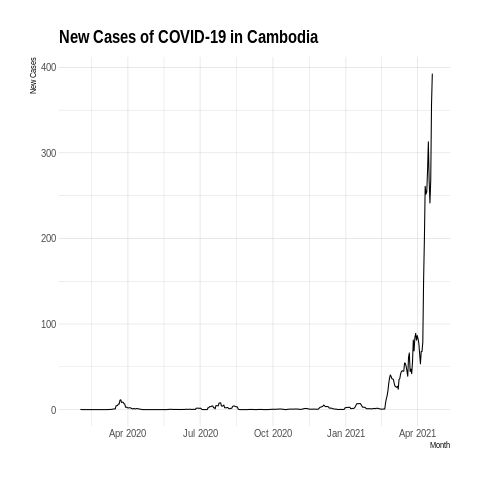 New Cases of COVID-19 in Cambodia
New Cases
400
300
200
100
0
Apr 2020 Jul 2020 Oct 2020 Jan 2021 Apr 2021
Month